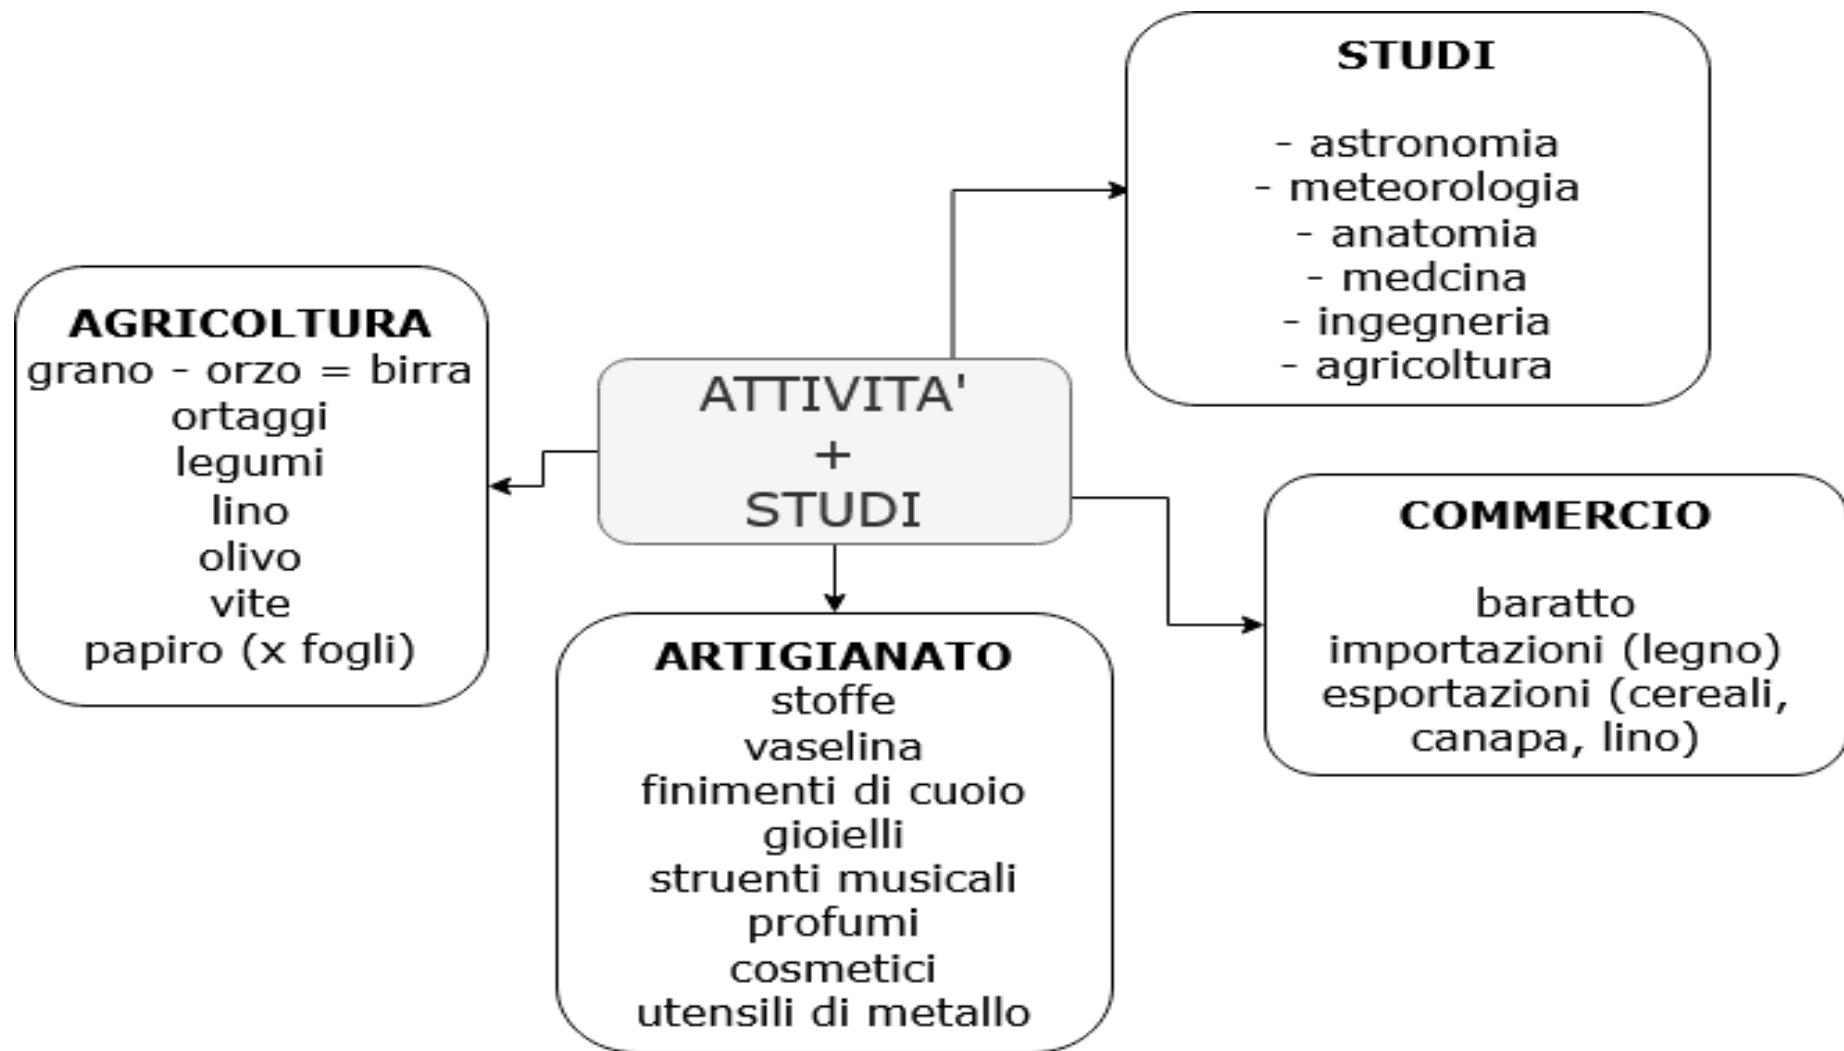 STUDI
- astronomia
- meteorologia
- anatomia
- medcina
- ingegneria
- agricoltura
AGRICOLTURA
grano - orzo = birra
ortaggi
legumi
lino
olivo
vite
papiro (x fogli)
ATTIVITA'
+
STUDI
COMMERCIO
baratto
importazioni (legno)
esportazioni (cereali,
canapa, lino)
ARTIGIANATO
stoffe
vaselina
finimenti di cuoio
gioielli
struenti musicali
profumi
cosmetici
utensili di metallo